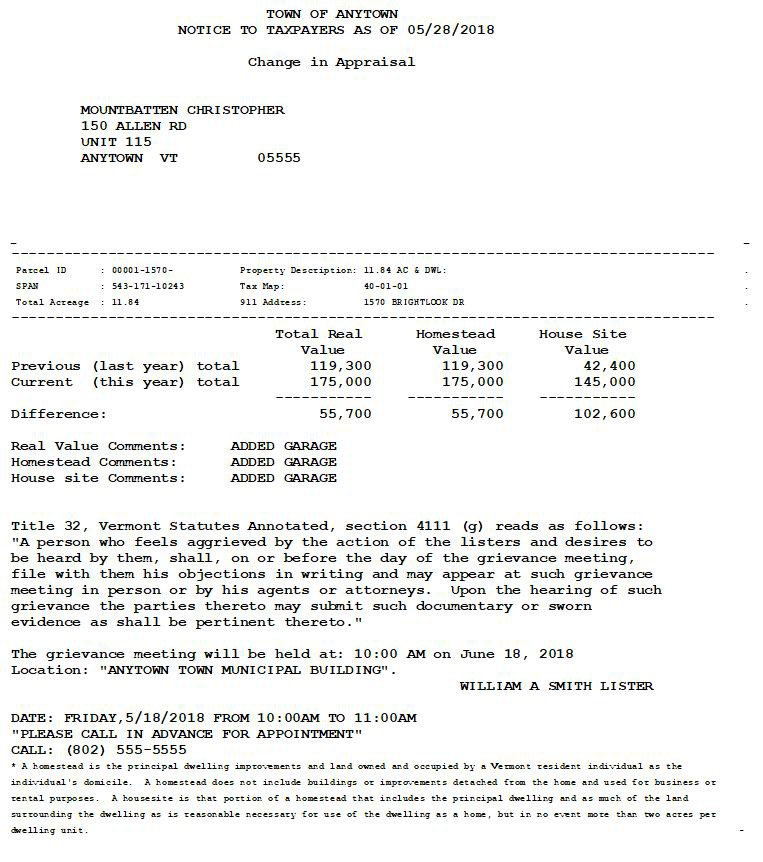 TOWN OF ANYTOWN
NOTICE TO TAXPAYERS AS OF 05/28/2018
Change in Appraisal
MOUNTBATTEN CHRISTOPHER
150 ALLEN RD
UNIT 115
ANYTOWN VT 05555
Parcel ID : 00001-1570- Property Description: 11.84 AC & DWL:
SPAN : 543-171-10243 Tax Map: 40-01-01
Total Acreage : 11.84 911 Address: 1570 BRIGHTLOOK DR
Total Real Homestead House Site
Value Value Value
Previous (last year) total 119,300 119,300 42,400
Current (this year) total 175,000 175,000 145,000
Difference: 55,700 55,700 102,600
Real Value Comments: ADDED GARAGE
Homestead Comments: ADDED GARAGE
House site Comments: ADDED GARAGE
Title 32, Vermont Statutes Annotated, section 4111 (g) reads as follows:
"A person who feels aggrieved by the action of the listers and desires to
be heard by them, shall, on or before the day of the grievance meeting,
file with them his objections in writing and may appear at such grievance
meeting in person or by his agents or attorneys. Upon the hearing of such
grievance the parties thereto may submit such documentary or sworn
evidence as shall be pertinent thereto."
The grievance meeting will be held at: 10:00 AM on June 18, 2018
Location: "ANYTOWN TOWN MUNICIPAL BUILDING".
WILLIAM A SMITH LISTER
DATE: FRIDAY,5/18/2018 FROM 10:00AM TO 11:00AM
"PLEASE CALL IN ADVANCE FOR APPOINTMENT"
CALL: (802) 555-5555
* A homestead is the principal dwelling improvements and land owned and occupied by a Vermont resident individual as the
individual's domicile. A homestead does not include buildings or improvements detached from the home and used for business or
rental purposes. A housesite is that portion of a homestead that includes the principal dwelling and as much of the land
surrounding the dwelling as is reasonable necessary for use of the dwelling as a home, but in no event more than two acres per
dwelling unit.